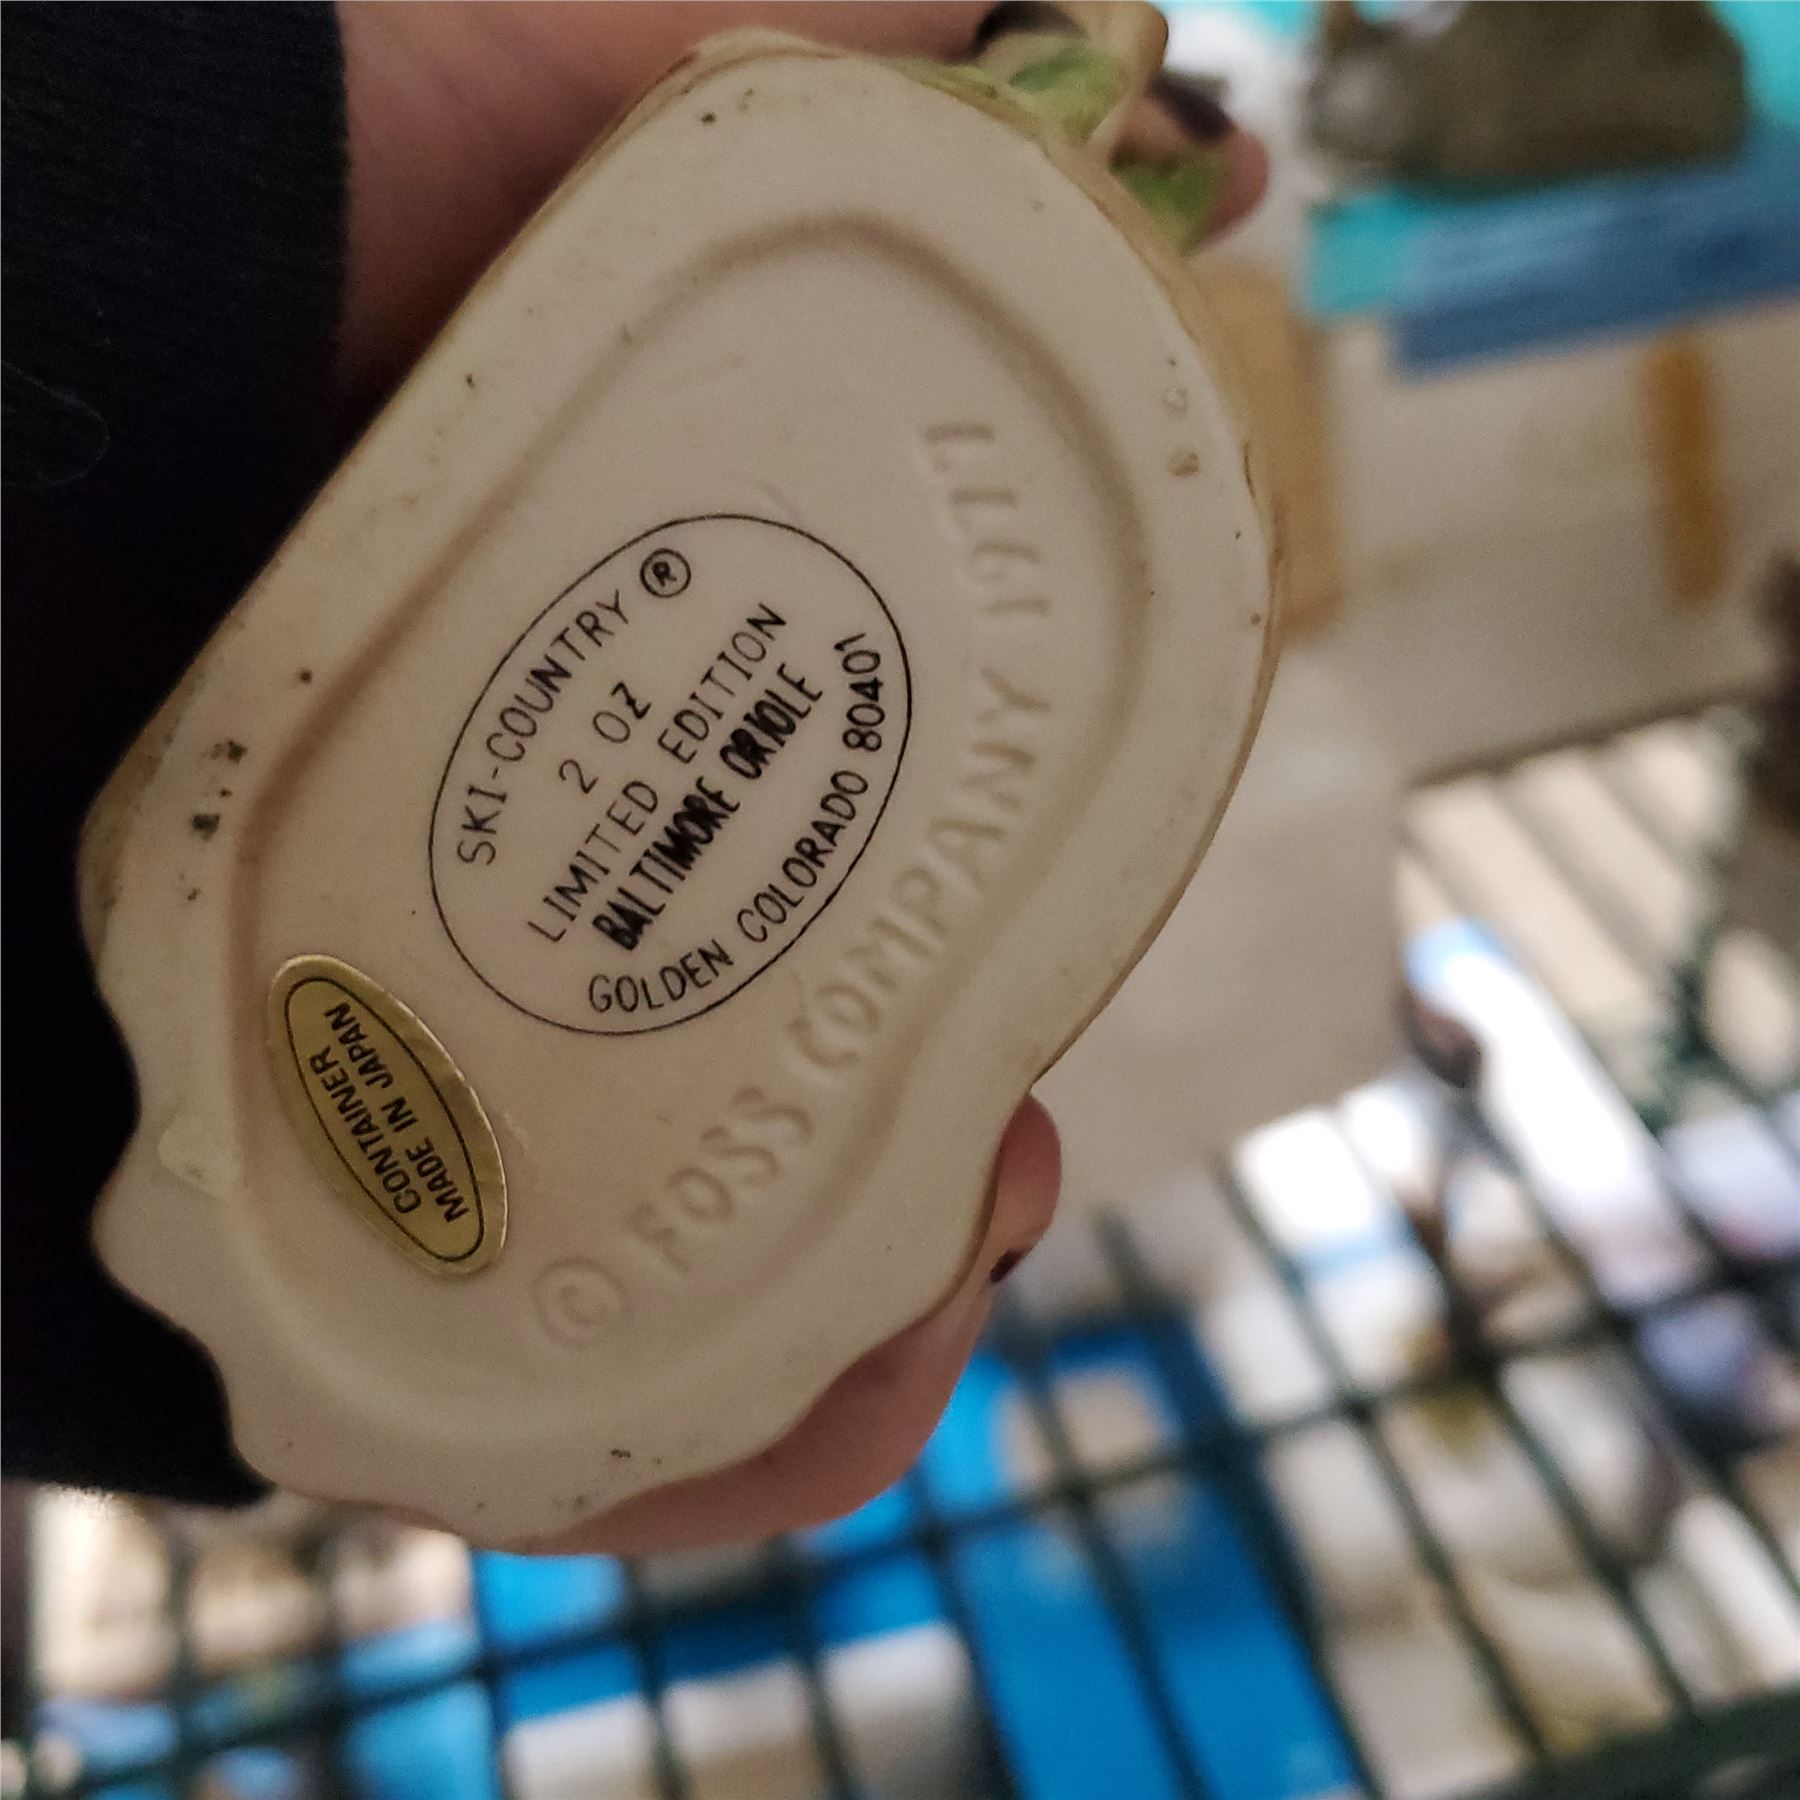 SKI-COUNTRY ®
2 OZ
LIMITED EDITION
BALTIMORE ORIOLE
GOLDEN COLORADO 80401
© FOSS COMPANY 1977
CONTAINER
MADE IN JAPAN